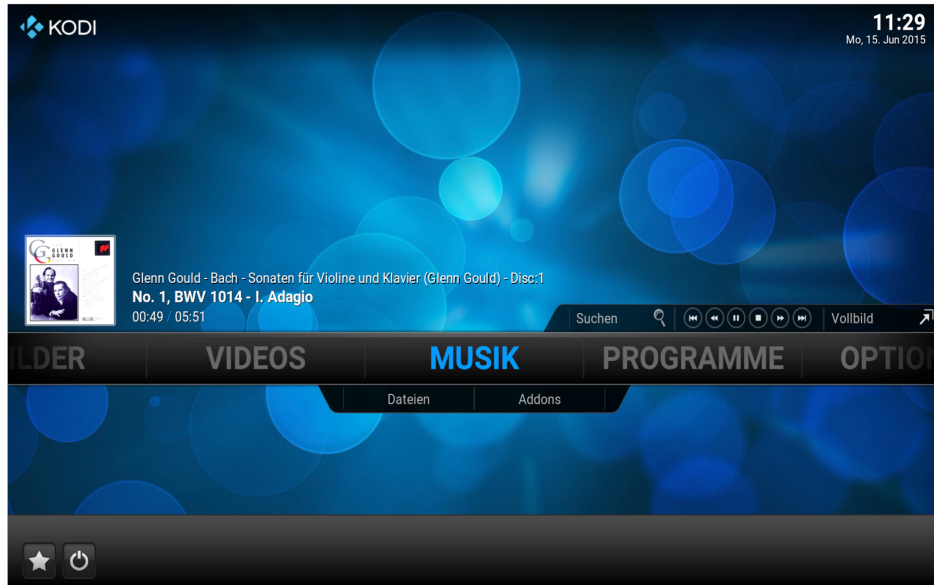 KODI
11:29
Mo, 15. Jun 2015
GLENN
GOULD
Glenn Gould - Bach - Sonaten für Violine und Klavier (Glenn Gould) - Disc:1
No. 1, BWV 1014 - I. Adagio
00:49 / 05:51
Suchen
Vollbild
ILDER VIDEOS MUSIK PROGRAMME OPTION
Dateien Addons